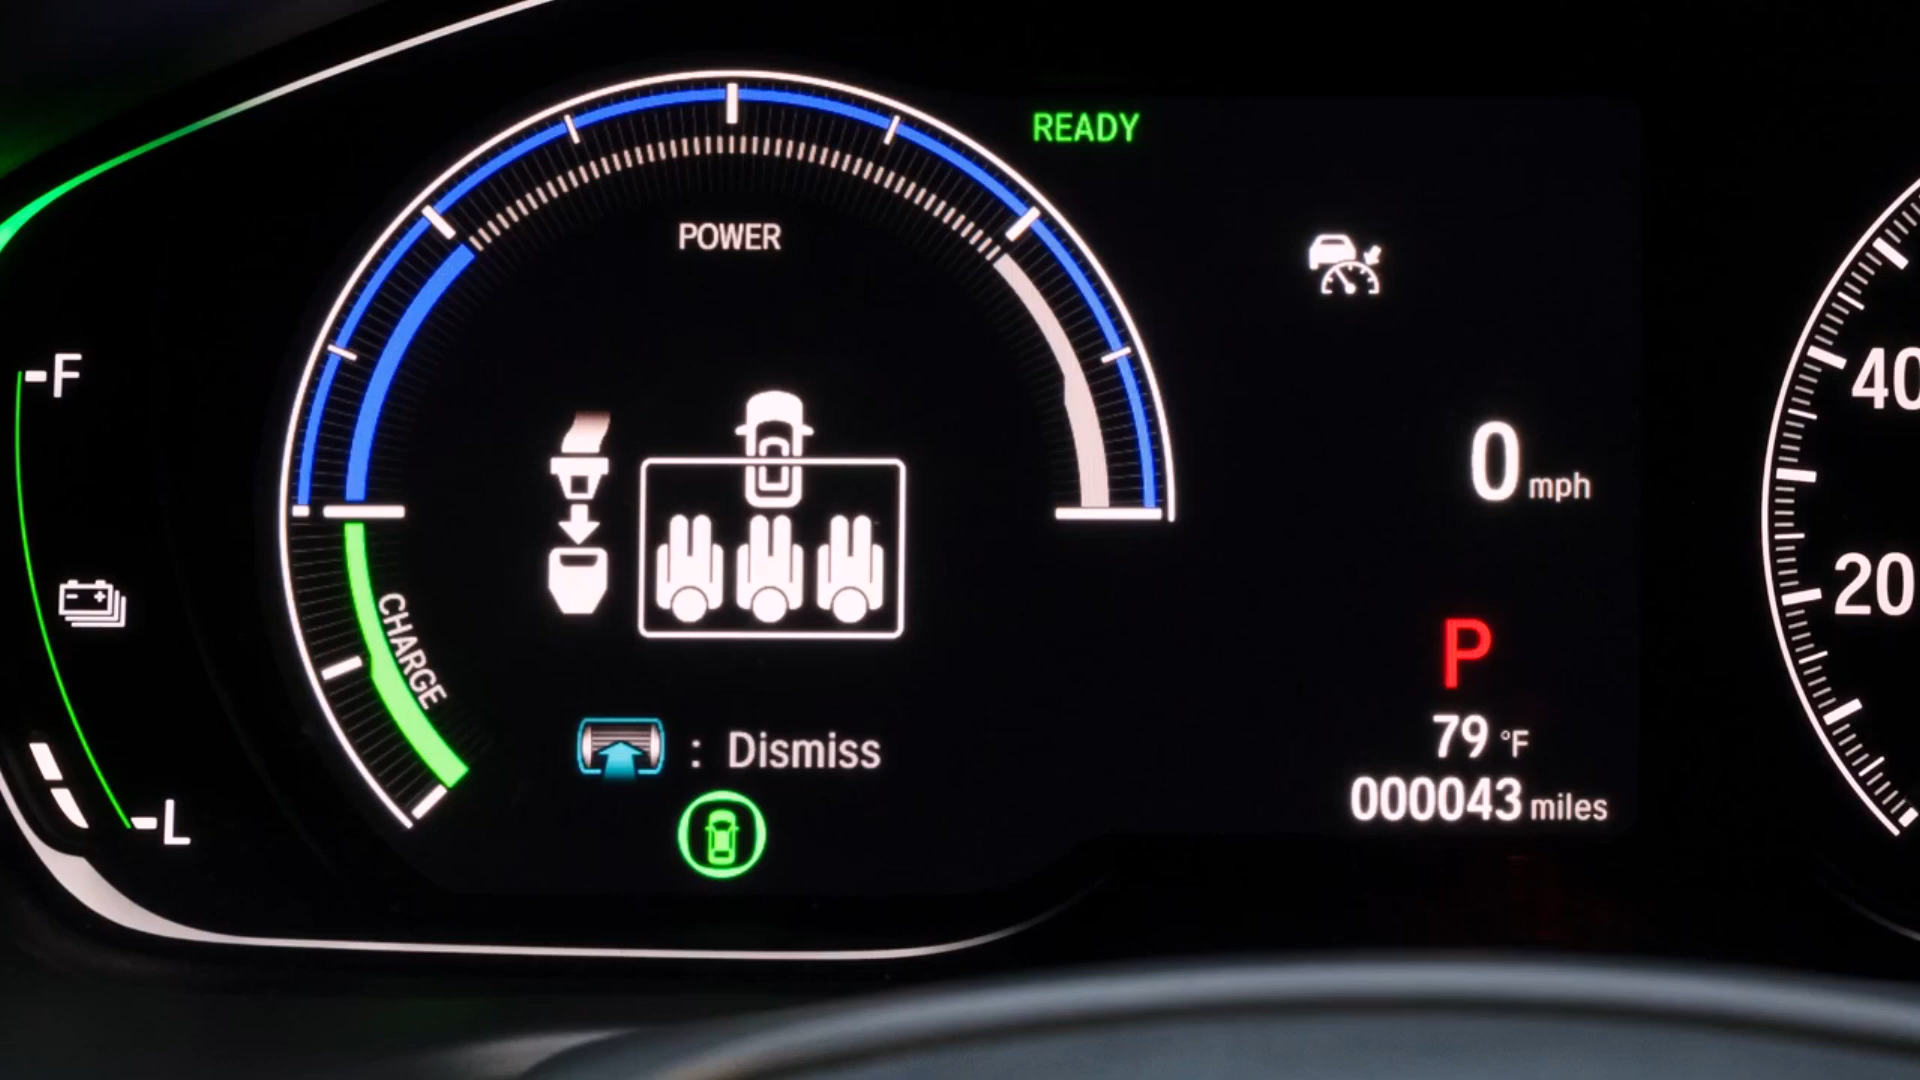 READY
POWER
-F
40
0 mph
20
CHARGE
P
79 °F
: Dismiss
000043 miles
-L